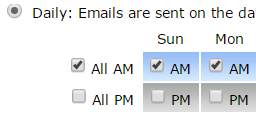 Daily: Emails are sent on the da
Sun Mon
All AM AM AM
All PM PM PM